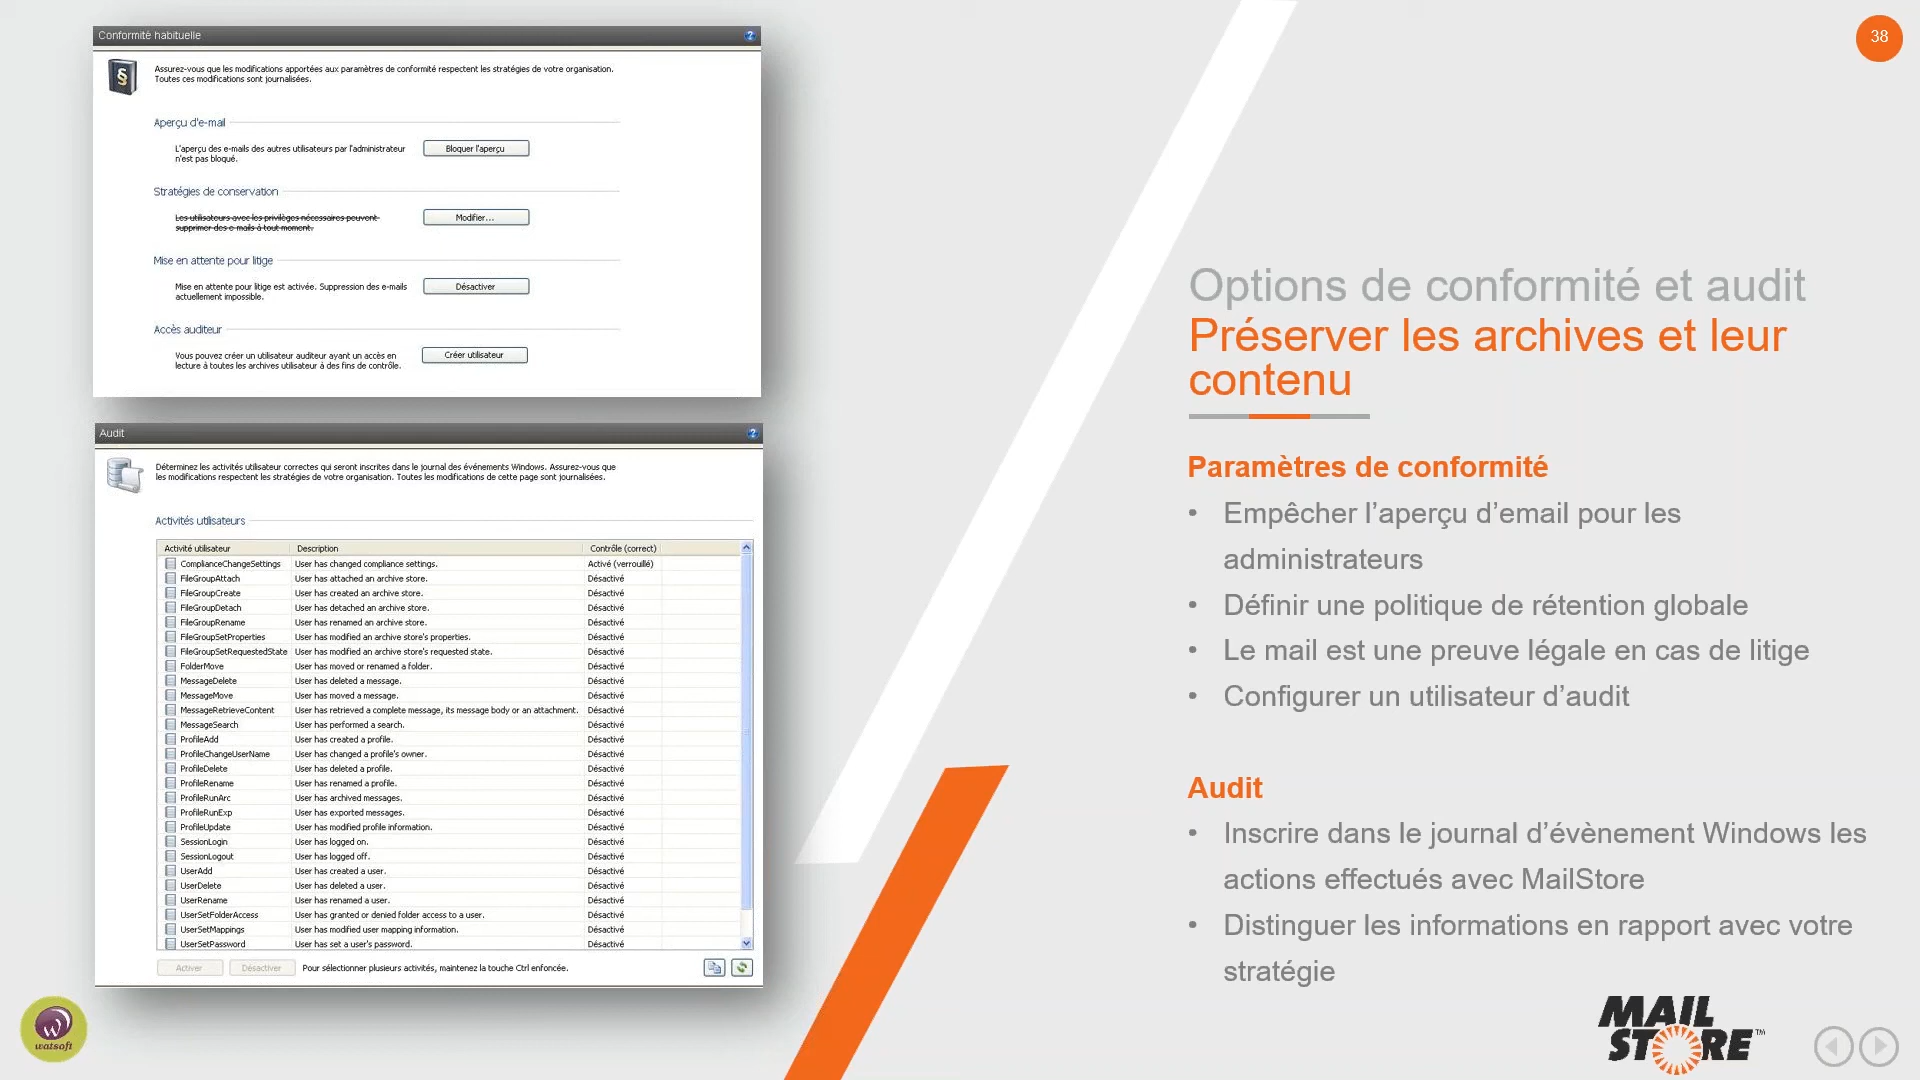 Conformité habituelle
Assurez-vous que les modifications apportées aux paramètres de conformité respectent les stratégies de votre organisation.
Toutes ces modifications sont journalisées.
Aperçu d'e-mail
L'aperçu des e-mails des autres utilisateurs par l'administrateur
n'est pas bloqué.
Bloquer l'aperçu
Stratégies de conservation
Les utilisateurs avec les privilèges nécessaires peuvent
supprimer des e-mails à tout moment.
Modifier...
Mise en attente pour litige
Mise en attente pour litige est activée. Suppression des e-mails
actuellement impossible.
Désactiver
Accès auditeur
Vous pouvez créer un utilisateur auditeur ayant un accès en
lecture à toutes les archives utilisateur à des fins de contrôle.
Créer utilisateur
Audit
Déterminez les activités utilisateur correctes qui seront inscrites dans le journal des événements Windows. Assurez-vous que
les modifications respectent les stratégies de votre organisation. Toutes les modifications de cette page sont journalisées.
Activités utilisateurs
Activité utilisateur Description Contrôle (correct)
ComplianceChangeSettings User has changed compliance settings. Activé (verrouillé)
FileGroupAttach User has attached an archive store. Désactivé
FileGroupCreate User has created an archive store. Désactivé
FileGroupDetach User has detached an archive store. Désactivé
FileGroupRename User has renamed an archive store. Désactivé
FileGroupSetProperties User has modified an archive store's properties. Désactivé
FileGroupSetRequestedState User has modified an archive store's requested state. Désactivé
FolderMove User has moved or renamed a folder. Désactivé
MessageDelete User has deleted a message. Désactivé
MessageMove User has moved a message. Désactivé
MessageRetrieveContent User has retrieved a complete message, its message body or an attachment. Désactivé
MessageSearch User has performed a search. Désactivé
ProfileAdd User has created a profile. Désactivé
ProfileChangeUserName User has changed a profile's owner. Désactivé
ProfileDelete User has deleted a profile. Désactivé
ProfileRename User has renamed a profile. Désactivé
ProfileRunArc User has archived messages. Désactivé
ProfileRunExp User has exported messages. Désactivé
ProfileUpdate User has modified profile information. Désactivé
SessionLogin User has logged on. Désactivé
SessionLogout User has logged off. Désactivé
UserAdd User has created a user. Désactivé
UserDelete User has deleted a user. Désactivé
UserRename User has renamed a user. Désactivé
UserSetFolderAccess User has granted or denied folder access to a user. Désactivé
UserSetMappings User has modified user mapping information. Désactivé
UserSetPassword User has set a user's password. Désactivé
Activer Désactiver Pour sélectionner plusieurs activités, maintenez la touche Ctrl enfoncée.
watsoft
38
Options de conformité et audit
Préserver les archives et leur
contenu
Paramètres de conformité
• Empêcher l’aperçu d’email pour les
administrateurs
• Définir une politique de rétention globale
• Le mail est une preuve légale en cas de litige
• Configurer un utilisateur d’audit
Audit
• Inscrire dans le journal d’évènement Windows les
actions effectués avec MailStore
• Distinguer les informations en rapport avec votre
stratégie
MAIL
STORE™